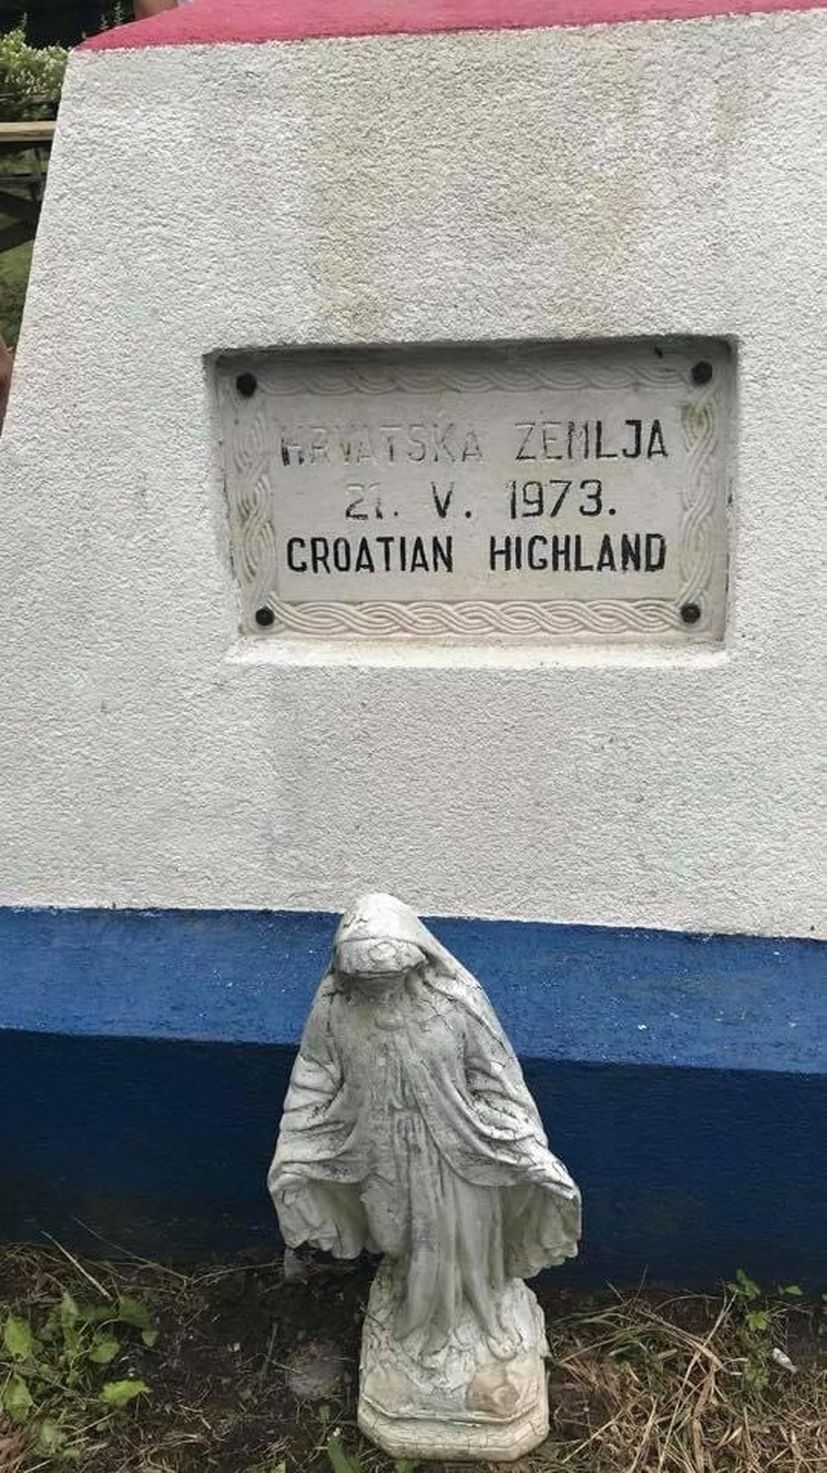 HRVATSKA ZEMLJA
21. V. 1973.
CROATIAN HIGHLAND